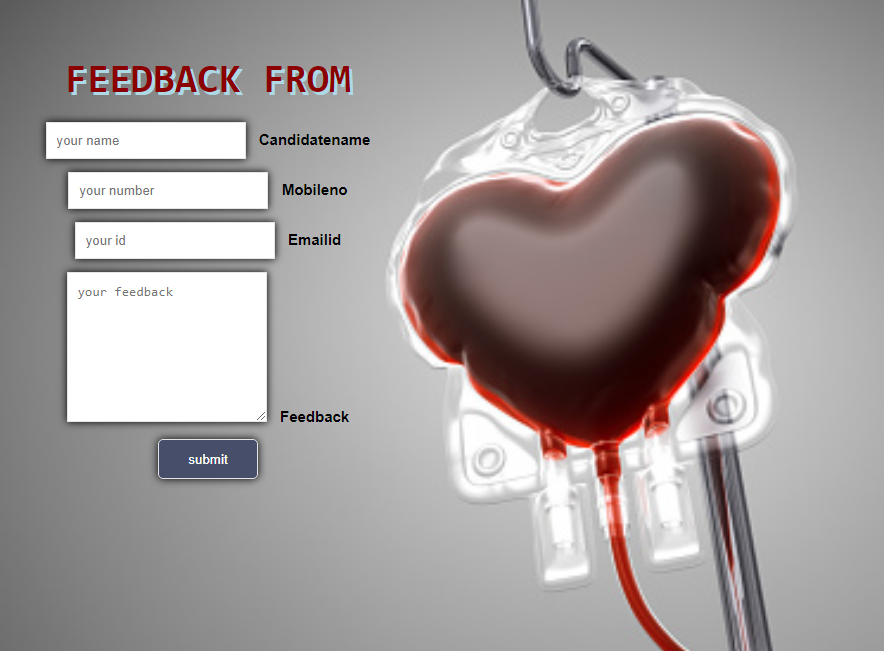 FEEDBACK FROM
your name Candidatename
your number Mobileno
your id Emailid
your feedback
Feedback
submit